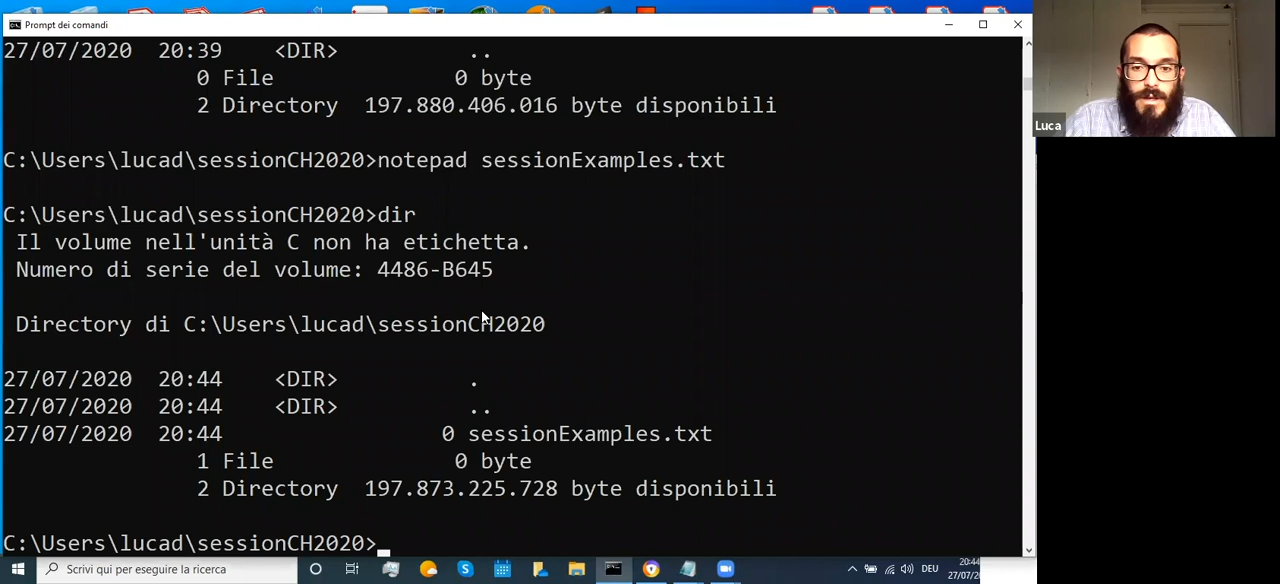 Prompt dei comandi
27/07/2020 20:39 <DIR> ..
0 File 0 byte
2 Directory 197.880.406.016 byte disponibili
C:\Users\lucad\sessionCH2020>notepad sessionExamples.txt
C:\Users\lucad\sessionCH2020>dir
Il volume nell'unità C non ha etichetta.
Numero di serie del volume: 4486-B645
Directory di C:\Users\lucad\sessionCH2020
27/07/2020 20:44 <DIR> .
27/07/2020 20:44 <DIR> ..
27/07/2020 20:44 0 sessionExamples.txt
1 File 0 byte
2 Directory 197.873.225.728 byte disponibili
C:\Users\lucad\sessionCH2020>
Luca
Scrivi qui per eseguire la ricerca
DEU
20:44
27/07/20